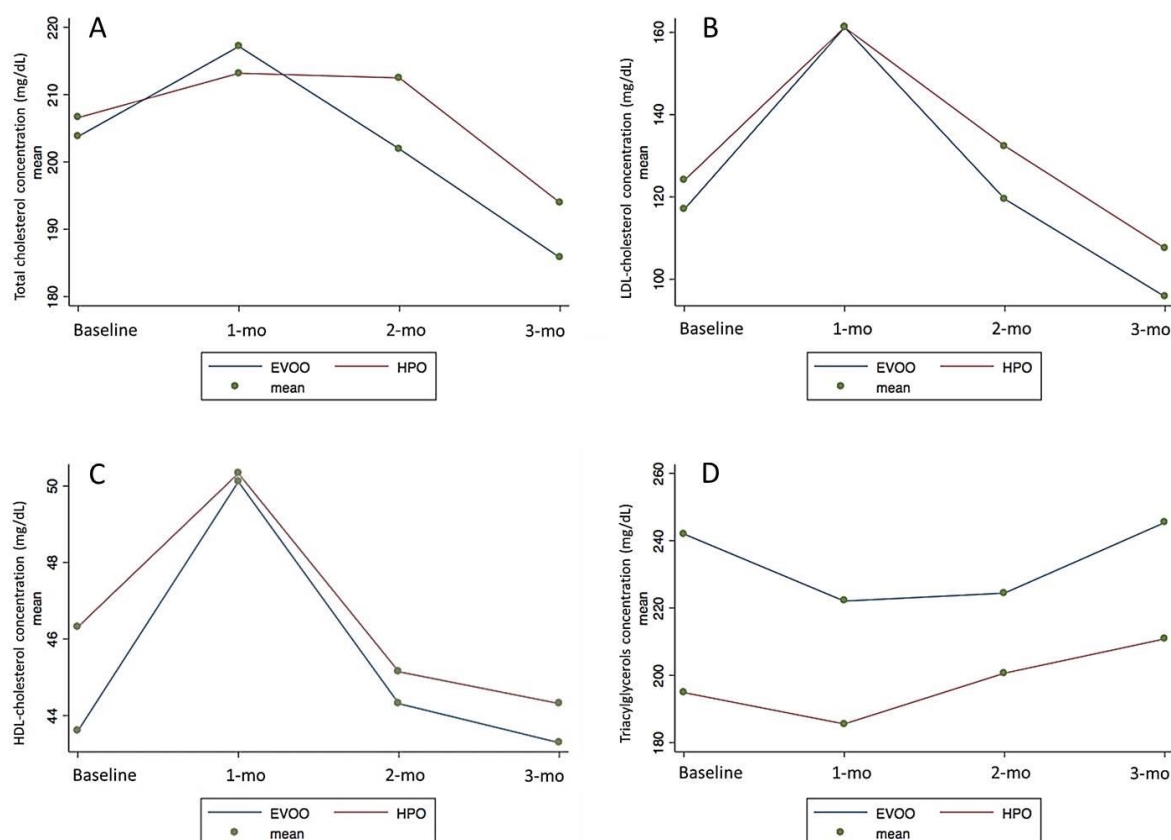 A
Total cholesterol concentration (mg/dL)
mean
220
210
200
190
180
Baseline 1-mo 2-mo 3-mo
EVOO HPO
mean
B
LDL-cholesterol concentration (mg/dL)
mean
160
140
120
100
Baseline 1-mo 2-mo 3-mo
EVOO HPO
mean
C
HDL-cholesterol concentration (mg/dL)
mean
50
48
46
44
Baseline 1-mo 2-mo 3-mo
EVOO HPO
mean
D
Triacylglycerols concentration (mg/dL)
mean
260
240
220
200
180
Baseline 1-mo 2-mo 3-mo
EVOO HPO
mean